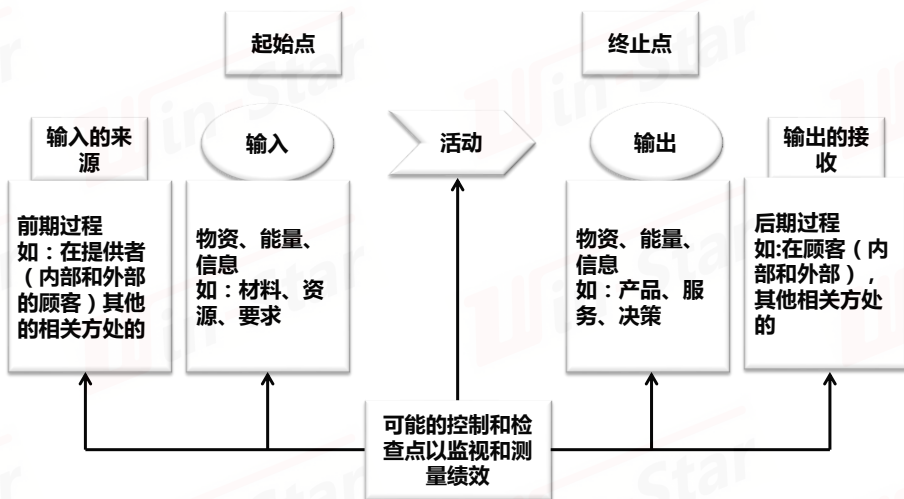 起始点
终止点
输入的来
源
输入
活动
输出
输出的接
收
前期过程
如：在提供者
（内部和外部
的顾客）其他
的相关方处的
物资、能量、
信息
如：材料、资
源、要求
物资、能量、
信息
如：产品、服
务、决策
后期过程
如:在顾客（内
部和外部），
其他相关方处
的
可能的控制和检
查点以监视和测
量绩效
Win-Star
Win-Star